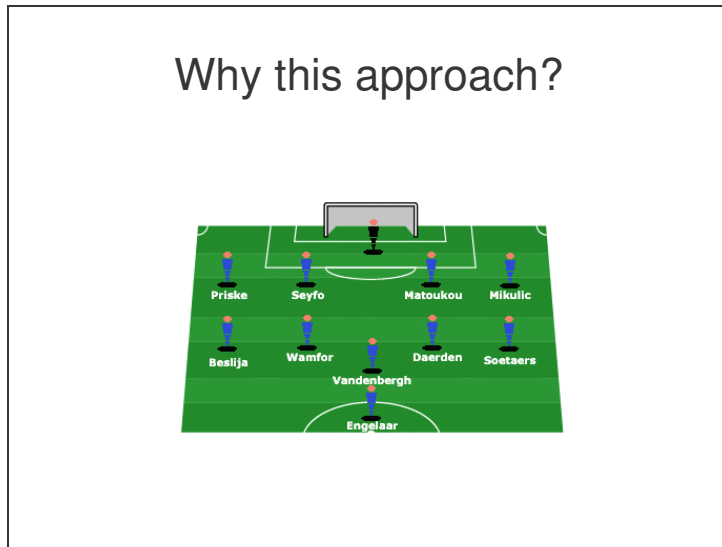 Why this approach?
Priske Seyfo Matoukou Mikulic
Beslija Wamfor Daerden Soetaers
Vandenbergh
Engelaar